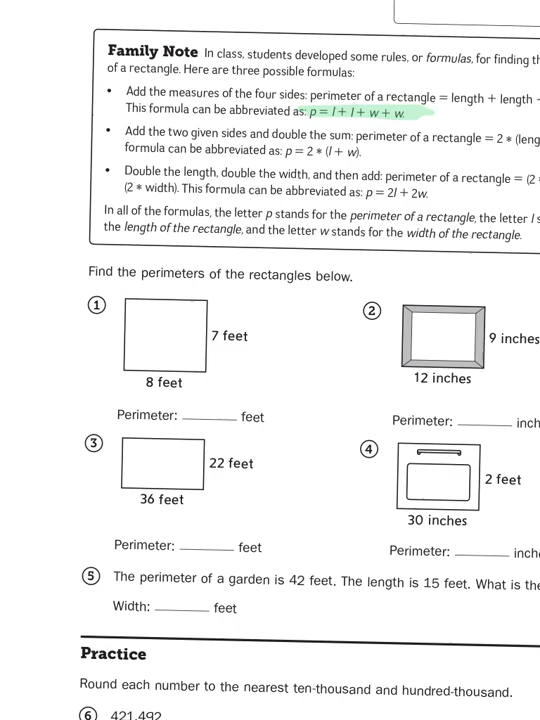 Family Note In class, students developed some rules, or formulas, for finding
of a rectangle. Here are three possible formulas:
• Add the measures of the four sides: perimeter of a rectangle = length + length
This formula can be abbreviated as: p = l + l + w + w.
• Add the two given sides and double the sum: perimeter of a rectangle = 2 * (
formula can be abbreviated as: p = 2 * (l + w).
• Double the length, double the width, and then add: perimeter of a rectangle = (2
(2 * width). This formula can be abbreviated as: p = 2l + 2w.
In all of the formulas, the letter p stands for the perimeter of a rectangle, the letter l
the length of the rectangle, and the letter w stands for the width of the rectangle.
Find the perimeters of the rectangles below.
1
7 feet
8 feet
Perimeter: ______ feet
2
9 inches
12 inches
Perimeter: ______ inch
3
22 feet
36 feet
Perimeter: ______ feet
4
2 feet
30 inches
Perimeter: ______ inch
5 The perimeter of a garden is 42 feet. The length is 15 feet. What is the
Width: ______ feet
Practice
Round each number to the nearest ten-thousand and hundred-thousand.
6 421,492